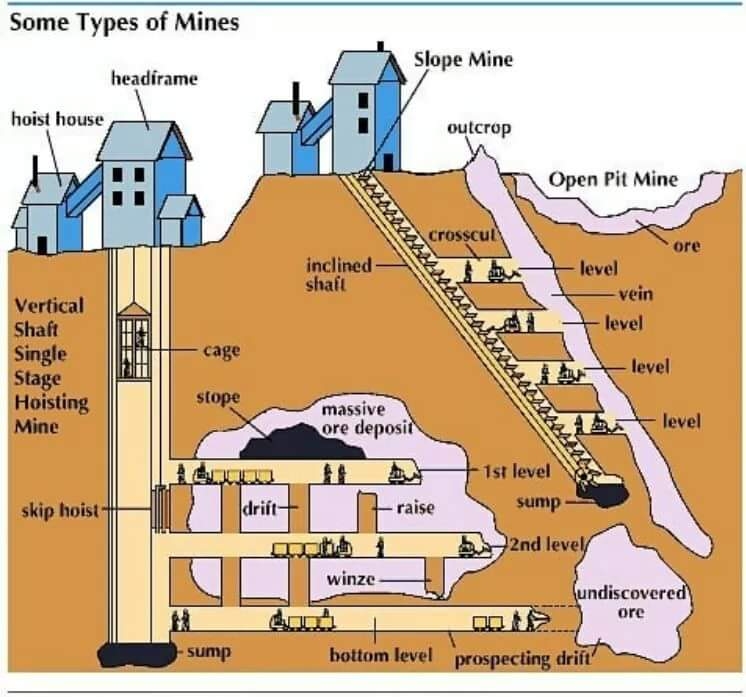 Some Types of Mines
headframe
hoist house
Slope Mine
outcrop
Open Pit Mine
ore
crosscut
inclined
shaft
level
vein
level
level
level
Vertical
Shaft
Single
Stage
Hoisting
Mine
cage
stope
massive
ore deposit
1st level
sump
skip hoist
drift
raise
2nd level
winze
undiscovered
ore
sump
bottom level
prospecting drift